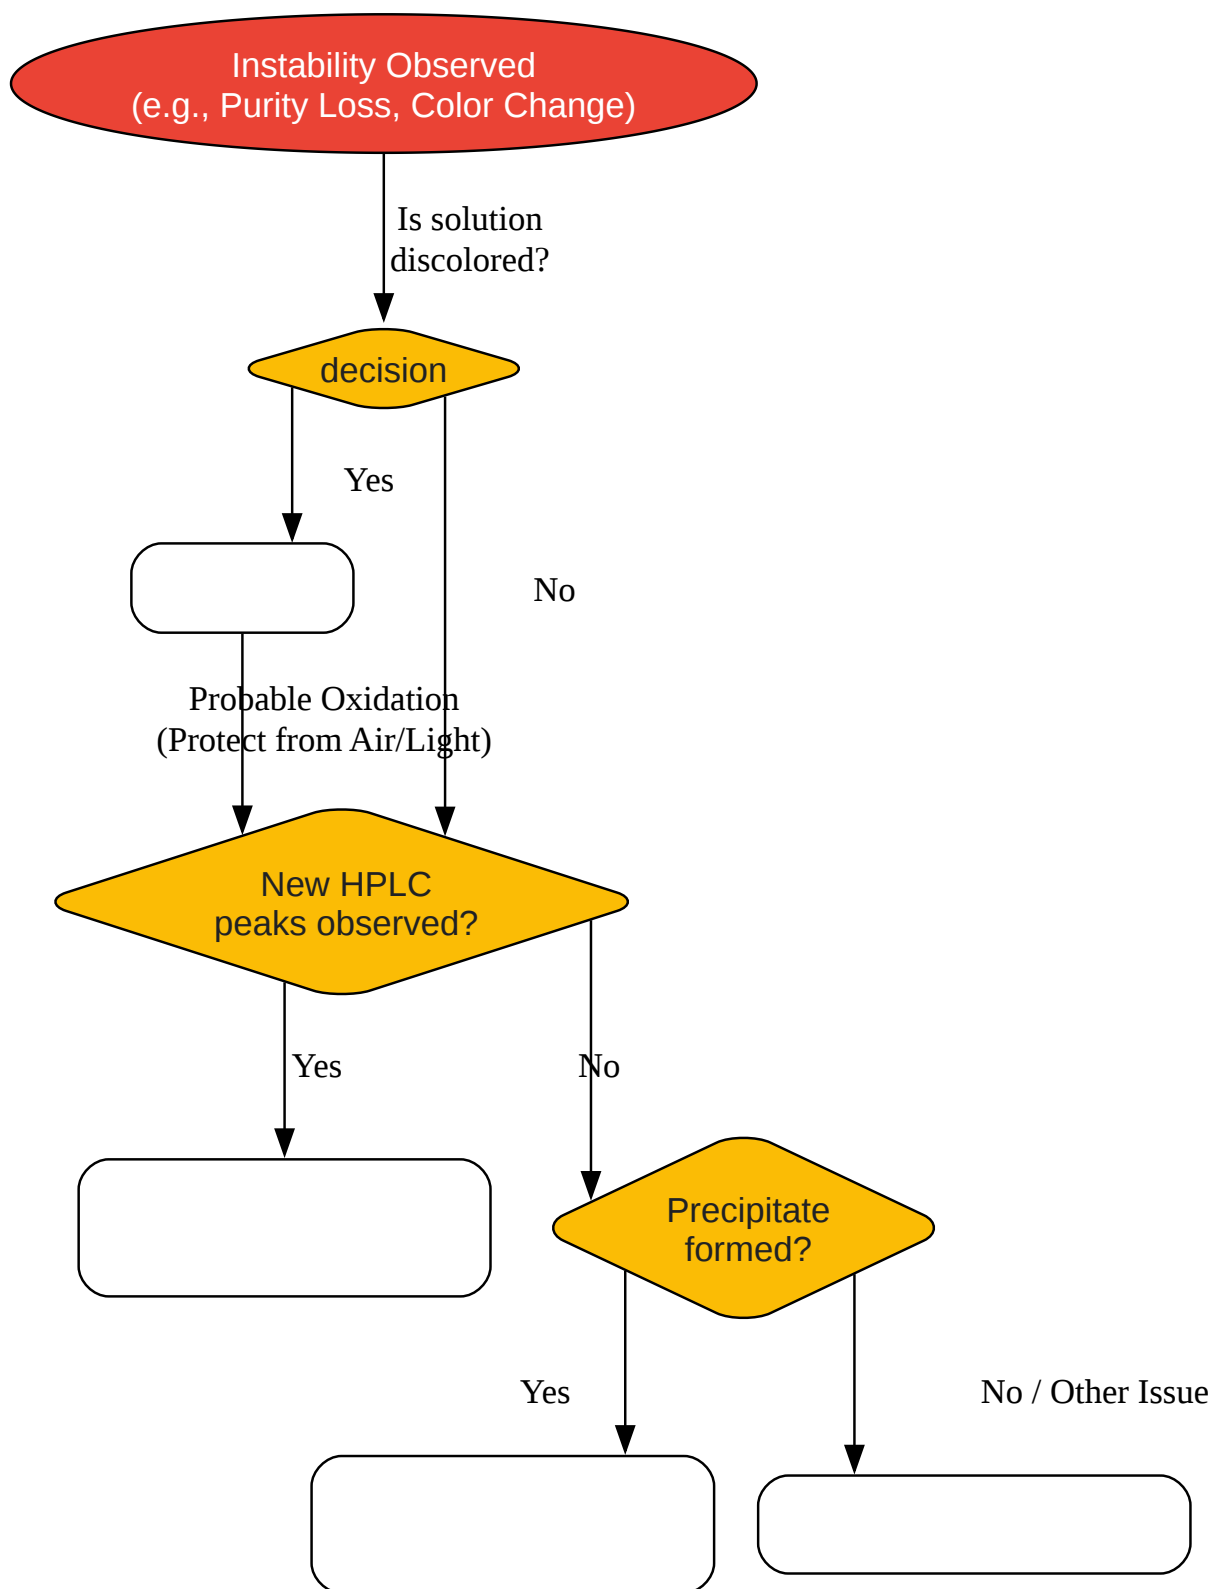 Instability Observed
(e.g., Purity Loss, Color Change)
Is solution
discolored?
decision
Yes
No
Probable Oxidation
(Protect from Air/Light)
New HPLC
peaks observed?
Yes
No
Precipitate
formed?
Yes
No / Other Issue